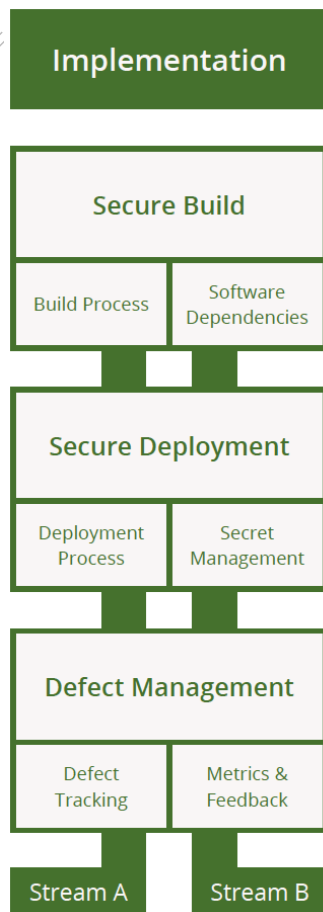 Implementation
Secure Build
Build Process
Software
Dependencies
Secure Deployment
Deployment
Process
Secret
Management
Defect Management
Defect
Tracking
Metrics &
Feedback
Stream A
Stream B